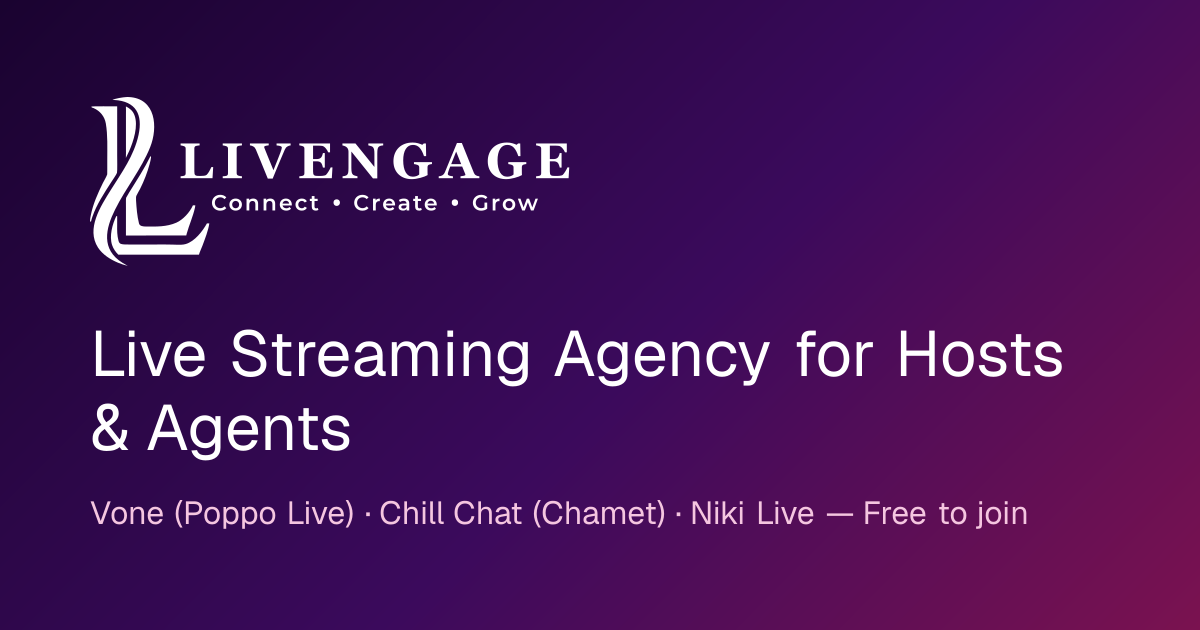 LIVENGAGE
Connect • Create • Grow
Live Streaming Agency for Hosts
& Agents
Vone (Poppo Live) · Chill Chat (Chamet) · Niki Live — Free to join